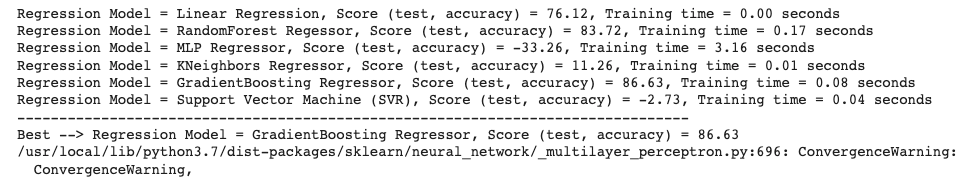 Regression Model = Linear Regression, Score (test, accuracy) = 76.12, Training time = 0.00 seconds
Regression Model = RandomForest Regessor, Score (test, accuracy) = 83.72, Training time = 0.17 seconds
Regression Model = MLP Regressor, Score (test, accuracy) = -33.26, Training time = 3.16 seconds
Regression Model = KNeighbors Regressor, Score (test, accuracy) = 11.26, Training time = 0.01 seconds
Regression Model = GradientBoosting Regressor, Score (test, accuracy) = 86.63, Training time = 0.08 seconds
Regression Model = Support Vector Machine (SVR), Score (test, accuracy) = -2.73, Training time = 0.04 seconds
--------------------------------------------------------------------------------
Best --> Regression Model = GradientBoosting Regressor, Score (test, accuracy) = 86.63
/usr/local/lib/python3.7/dist-packages/sklearn/neural_network/_multilayer_perceptron.py:696: ConvergenceWarning:
ConvergenceWarning,